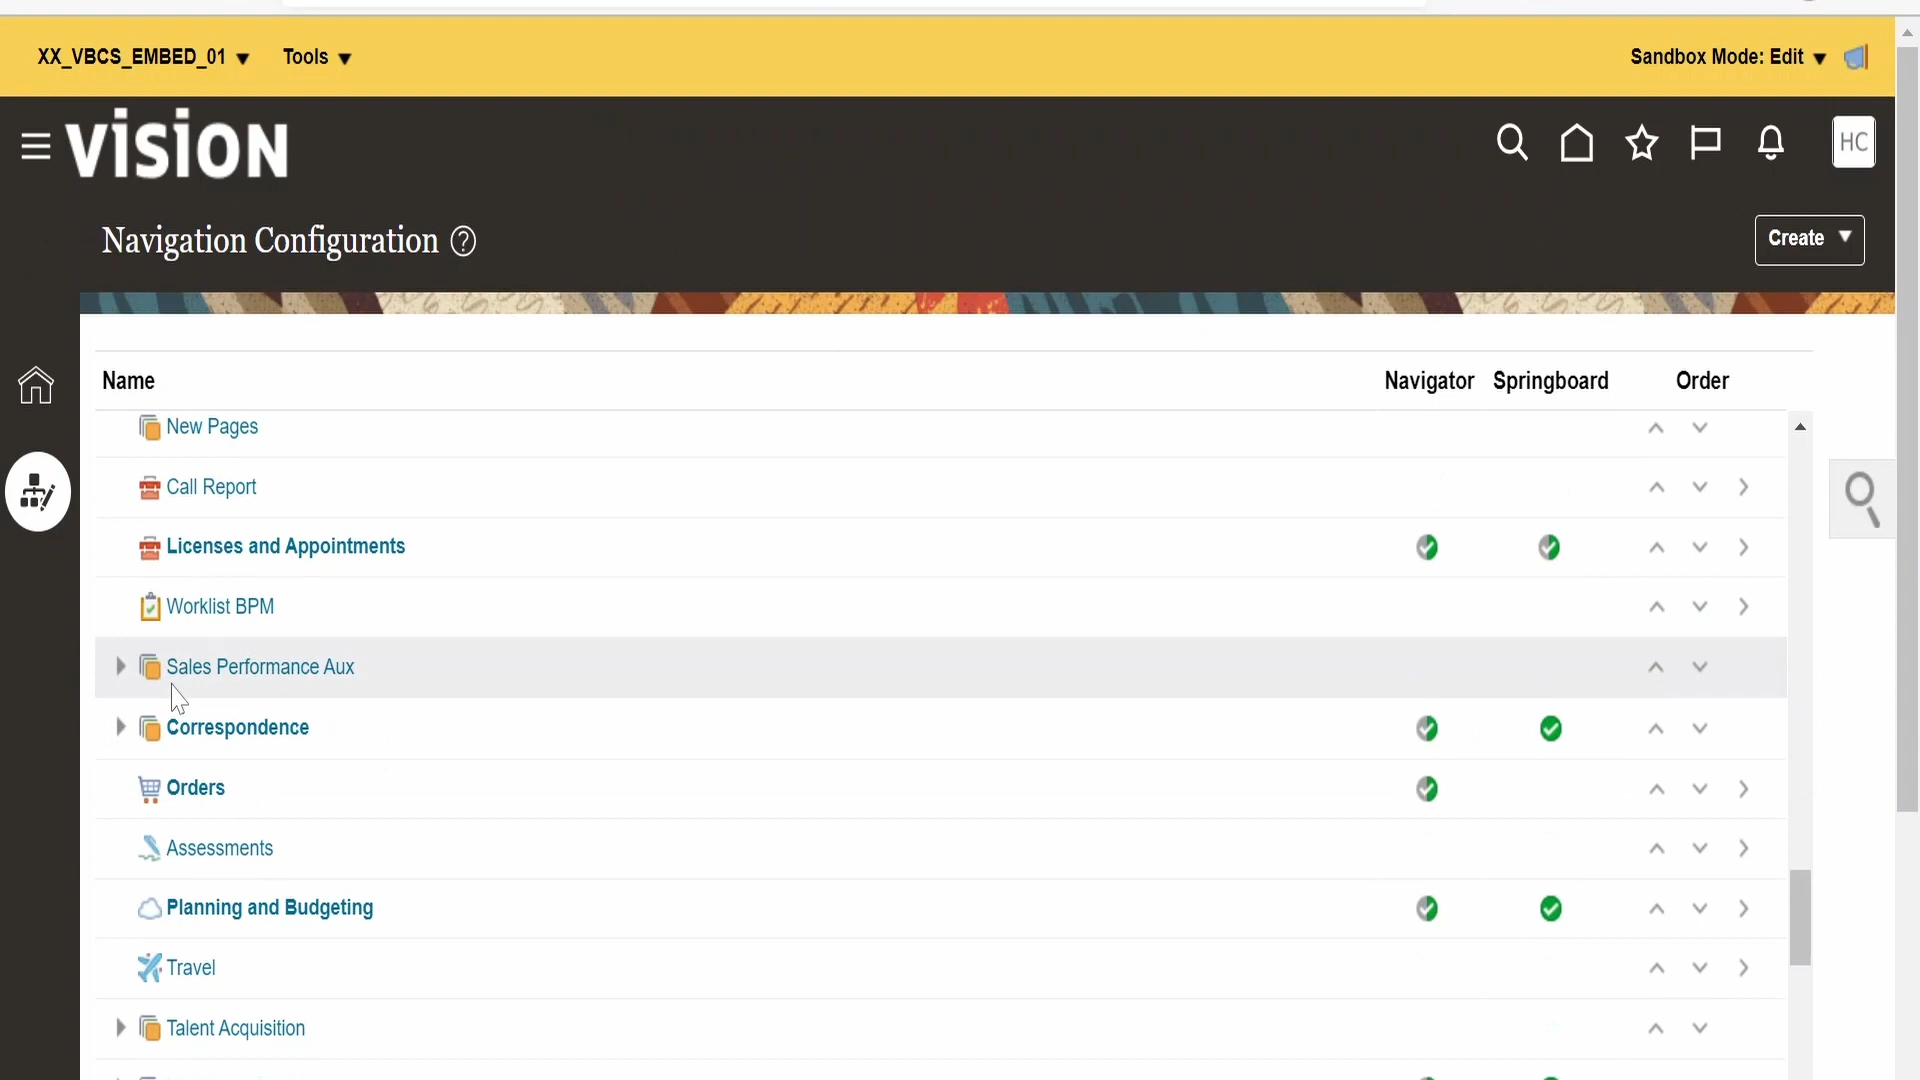 XX_VBCS_EMBED_01 Tools Sandbox Mode: Edit
vision HC
Navigation Configuration ? Create
Name Navigator Springboard Order
New Pages
Call Report
Licenses and Appointments
Worklist BPM
Sales Performance Aux
Correspondence
Orders
Assessments
Planning and Budgeting
Travel
Talent Acquisition